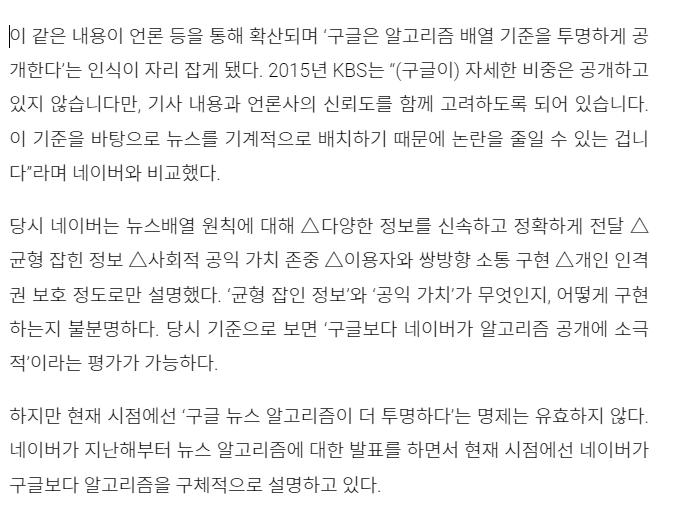 이 같은 내용이 언론 등을 통해 확산되며 ‘구글은 알고리즘 배열 기준을 투명하게 공
개한다’는 인식이 자리 잡게 됐다. 2015년 KBS는 “(구글이) 자세한 비중은 공개하고
있지 않습니다만, 기사 내용과 언론사의 신뢰도를 함께 고려하도록 되어 있습니다.
이 기준을 바탕으로 뉴스를 기계적으로 배치하기 때문에 논란을 줄일 수 있는 겁니
다”라며 네이버와 비교했다.
당시 네이버는 뉴스배열 원칙에 대해 △다양한 정보를 신속하고 정확하게 전달 △
균형 잡힌 정보 △사회적 공익 가치 존중 △이용자와 쌍방향 소통 구현 △개인 인격
권 보호 정도로만 설명했다. ‘균형 잡인 정보’와 ‘공익 가치’가 무엇인지, 어떻게 구현
하는지 불분명하다. 당시 기준으로 보면 ‘구글보다 네이버가 알고리즘 공개에 소극
적’이라는 평가가 가능하다.
하지만 현재 시점에선 ‘구글 뉴스 알고리즘이 더 투명하다’는 명제는 유효하지 않다.
네이버가 지난해부터 뉴스 알고리즘에 대한 발표를 하면서 현재 시점에선 네이버가
구글보다 알고리즘을 구체적으로 설명하고 있다.